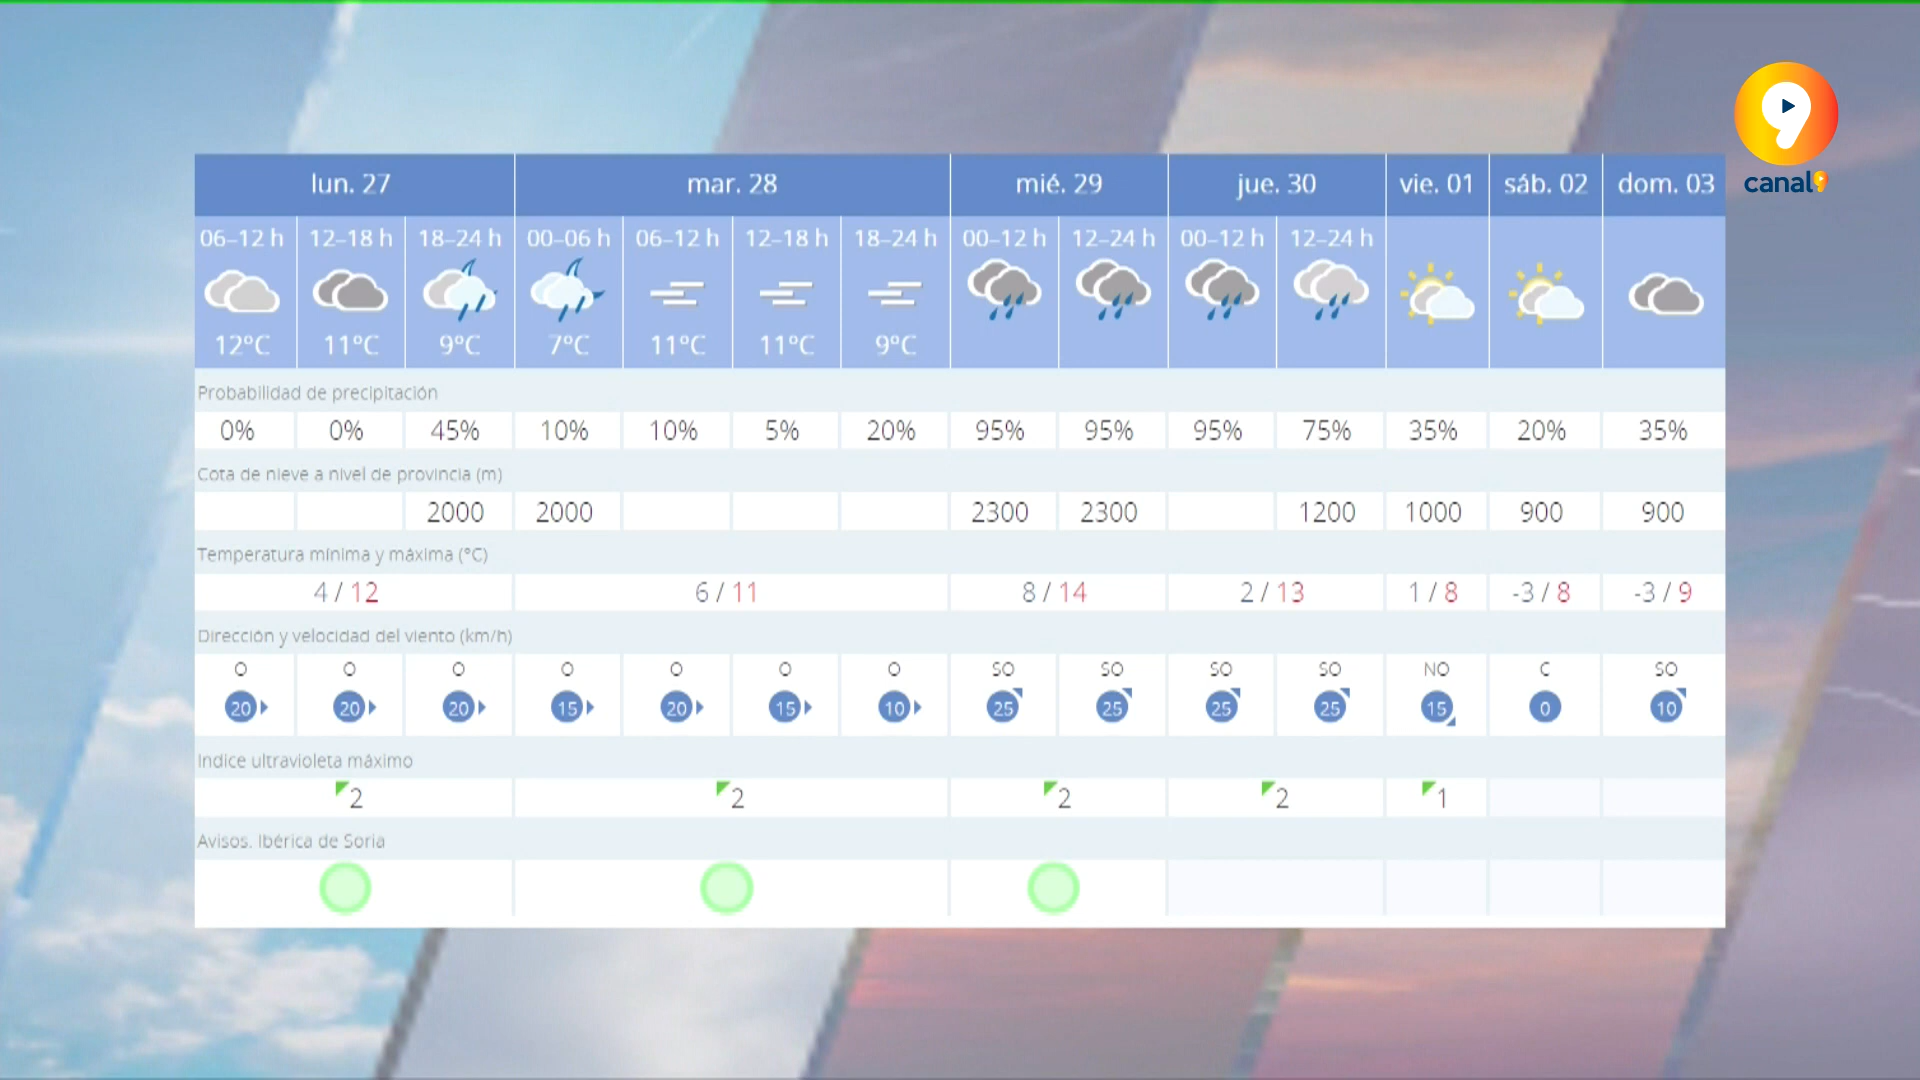 canal9
lun. 27 mar. 28 mié. 29 jue. 30 vie. 01 sáb. 02 dom. 03
06–12 h 12–18 h 18–24 h 00–06 h 06–12 h 12–18 h 18–24 h 00–12 h 12–24 h 00–12 h 12–24 h
12°C 11°C 9°C 7°C 11°C 11°C 9°C
Probabilidad de precipitación
0% 0% 45% 10% 10% 5% 20% 95% 95% 95% 75% 35% 20% 35%
Cota de nieve a nivel de provincia (m)
2000 2000 2300 2300 1200 1000 900 900
Temperatura mínima y máxima (°C)
4 / 12 6 / 11 8 / 14 2 / 13 1 / 8 -3 / 8 -3 / 9
Dirección y velocidad del viento (km/h)
O O O O O O O SO SO SO SO NO C SO
20 20 20 15 20 15 10 25 25 25 25 15 0 10
Indice ultravioleta máximo
2 2 2 2 1
Avisos. Ibérica de Soria